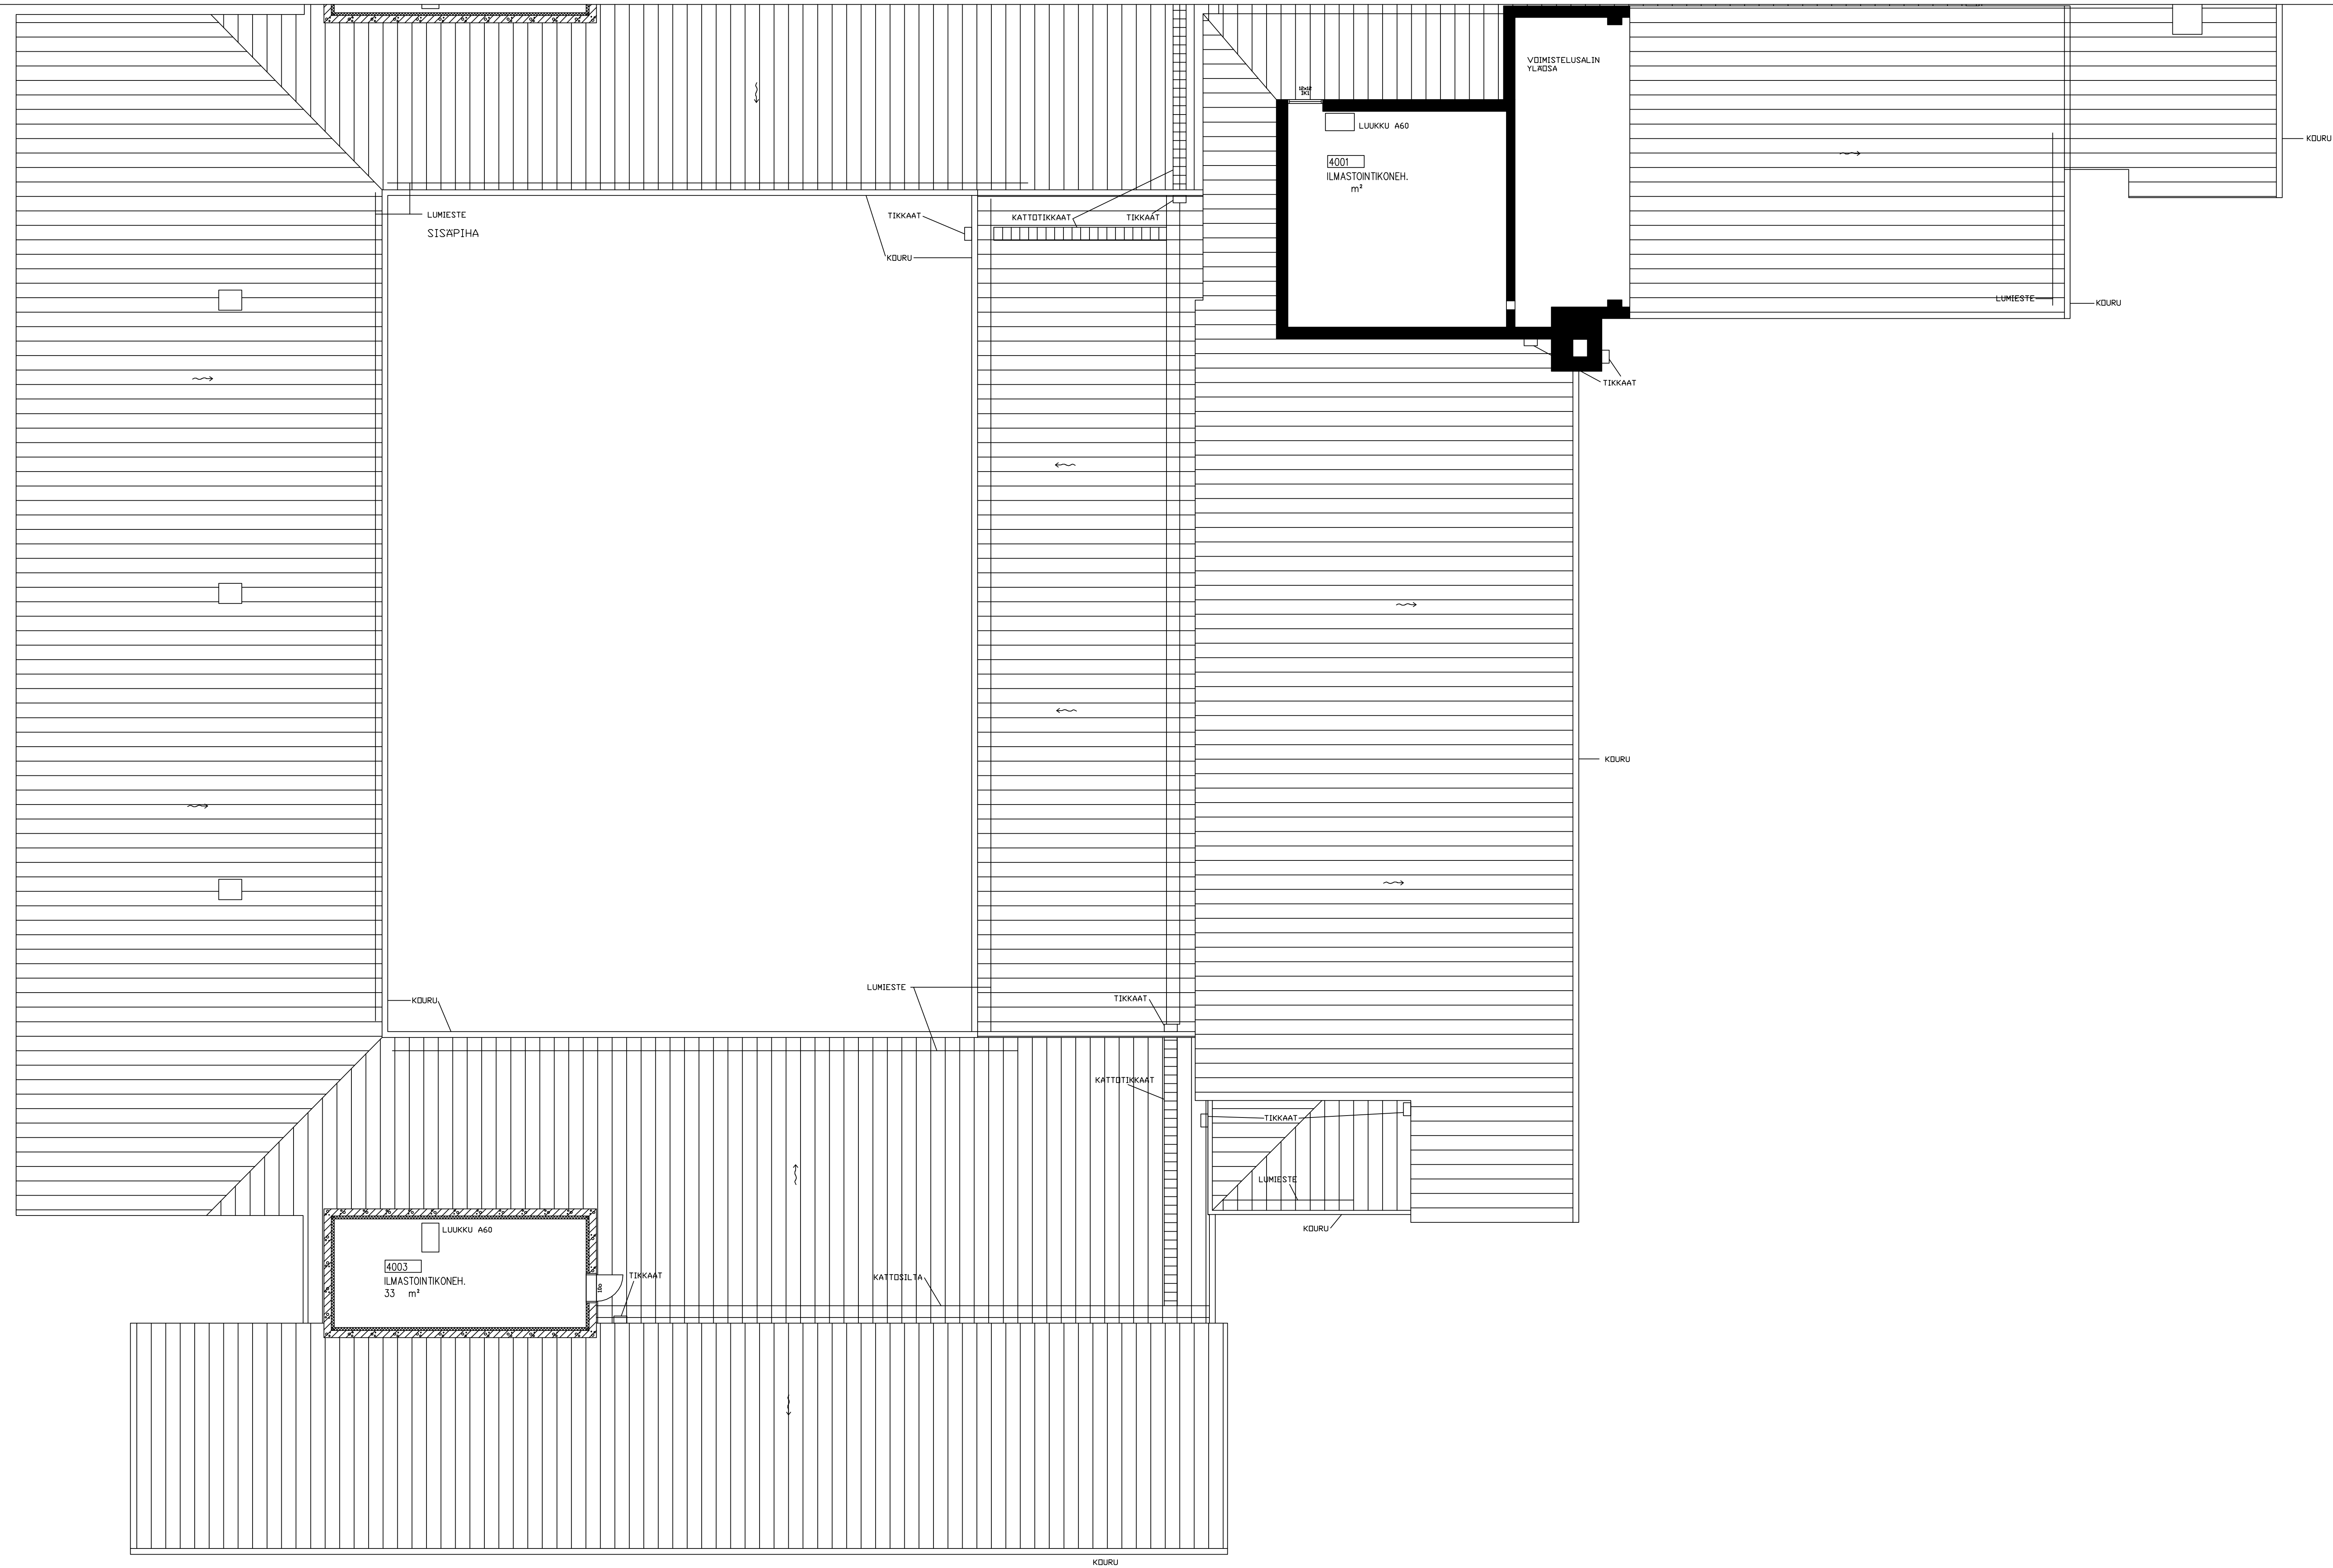 VOIMISTELUSALIN
YLÄOSA
LUUKKU A60
4001
ILMASTOINTIKONEH.
m²
KOURU
LUMIESTE
SISÄPIHA
TIKKAAT
KATTOTIKKAAT
TIKKAAT
KOURU
LUMIESTE
KOURU
TIKKAAT
KOURU
LUMIESTE
KOURU
TIKKAAT
KATTOTIKKAAT
TIKKAAT
LUMIESTE
KOURU
LUUKKU A60
4003
ILMASTOINTIKONEH.
33 m²
TIKKAAT
KATTOSILTA
KOURU